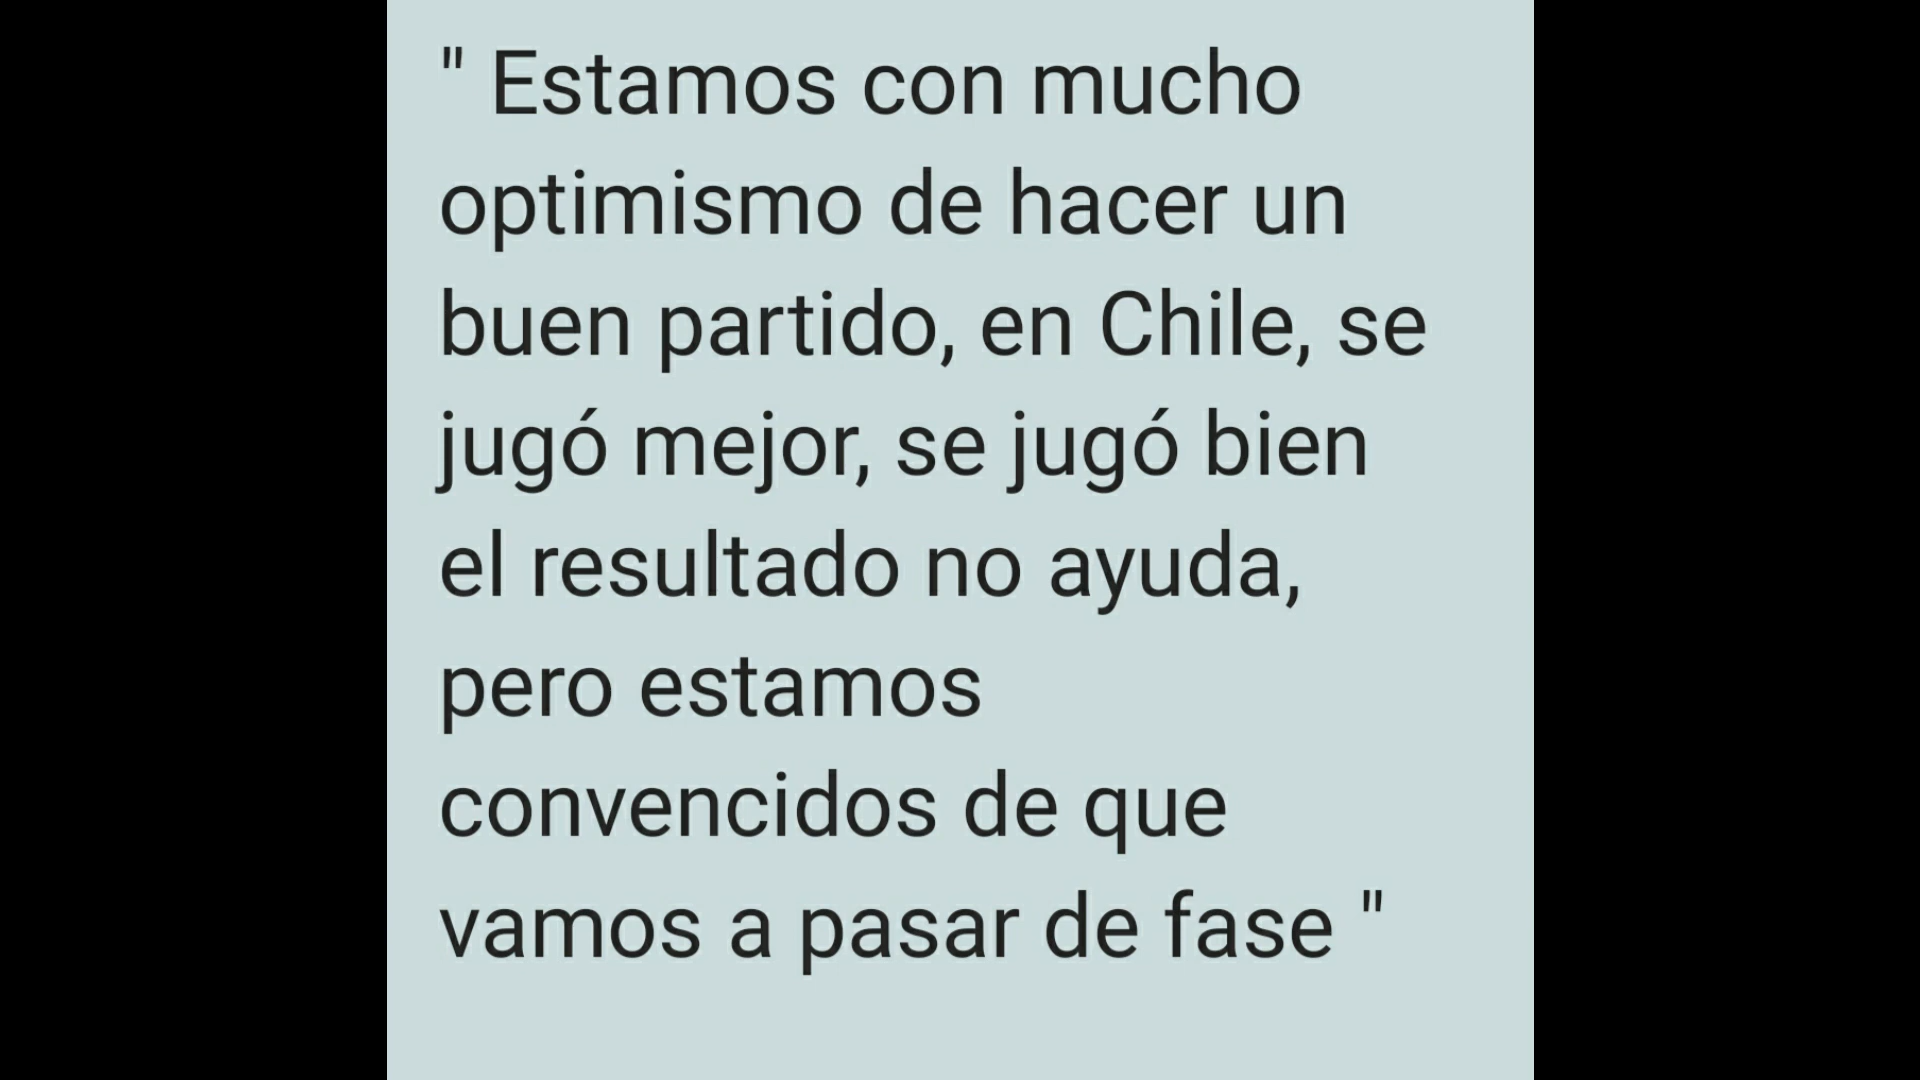 " Estamos con mucho
optimismo de hacer un
buen partido, en Chile, se
jugó mejor, se jugó bien
el resultado no ayuda,
pero estamos
convencidos de que
vamos a pasar de fase "